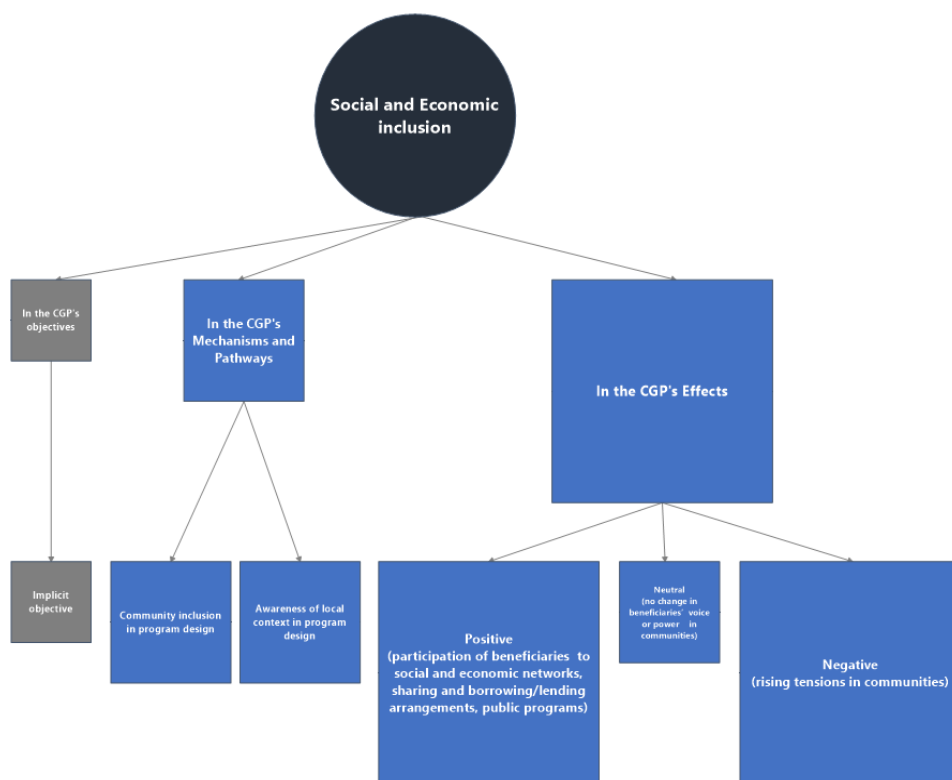 Social and Economic
inclusion
In the CGP's
objectives
In the CGP's
Mechanisms and
Pathways
In the CGP's Effects
Implicit
objective
Community inclusion
in program design
Awareness of local
context in program
design
Positive
(participation of beneficiaries to
social and economic networks,
sharing and borrowing/lending
arrangements, public programs)
Neutral
(no change in
beneficiaries' voice
or power in
communities)
Negative
(rising tensions in communities)